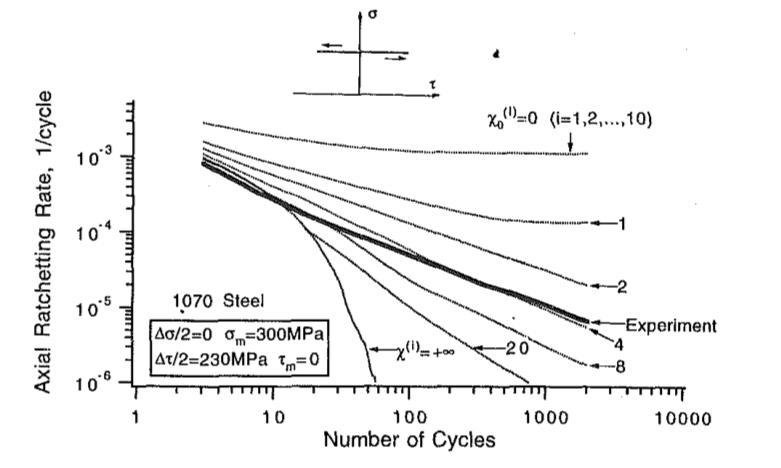 σ
τ
χ₀⁽ⁱ⁾=0 (i=1,2,...,10)
Axial Ratchetting Rate, 1/cycle
10⁻³
10⁻⁴
10⁻⁵
10⁻⁶
1
2
Experiment
4
8
20
χ⁽ⁱ⁾=+∞
1070 Steel
Δσ/2=0 σₘ=300MPa
Δτ/2=230MPa τₘ=0
1 10 100 1000 10000
Number of Cycles